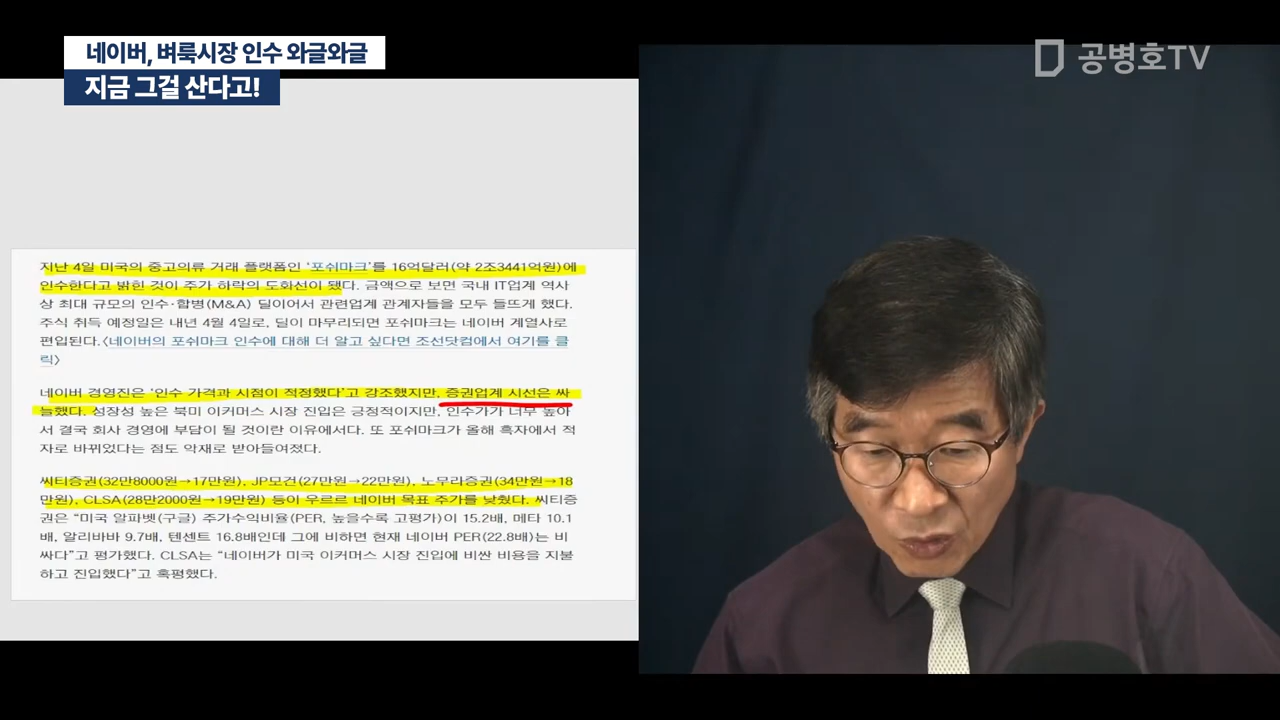 네이버, 벼룩시장 인수 와글와글
지금 그걸 산다고!
공병호TV
지난 4일 미국의 중고의류 거래 플랫폼인 ‘포쉬마크’를 16억달러(약 2조3441억원)에
인수한다고 밝힌 것이 주가 하락의 도화선이 됐다. 금액으로 보면 국내 IT업계 역사
상 최대 규모의 인수·합병(M&A) 딜이어서 관련업계 관계자들을 모두 들뜨게 했다.
주식 취득 예정일은 내년 4월 4일로, 딜이 마무리되면 포쉬마크는 네이버 계열사로
편입된다.<네이버의 포쉬마크 인수에 대해 더 알고 싶다면 조선닷컴에서 여기를 클
릭>
네이버 경영진은 ‘인수 가격과 시점이 적정했다’고 강조했지만, 증권업계 시선은 싸
늘했다. 성장성 높은 북미 이커머스 시장 진입은 긍정적이지만, 인수가가 너무 높아
서 결국 회사 경영에 부담이 될 것이란 이유에서다. 또 포쉬마크가 올해 흑자에서 적
자로 바뀌었다는 점도 악재로 받아들여졌다.
씨티증권(32만8000원→17만원), JP모건(27만원→22만원), 노무라증권(34만원→18
만원), CLSA(28만2000원→19만원) 등이 우르르 네이버 목표 주가를 낮췄다. 씨티증
권은 “미국 알파벳(구글) 주가수익비율(PER, 높을수록 고평가)이 15.2배, 메타 10.1
배, 알리바바 9.7배, 텐센트 16.8배인데 그에 비하면 현재 네이버 PER(22.8배)는 비
싸다”고 평가했다. CLSA는 “네이버가 미국 이커머스 시장 진입에 비싼 비용을 지불
하고 진입했다”고 혹평했다.